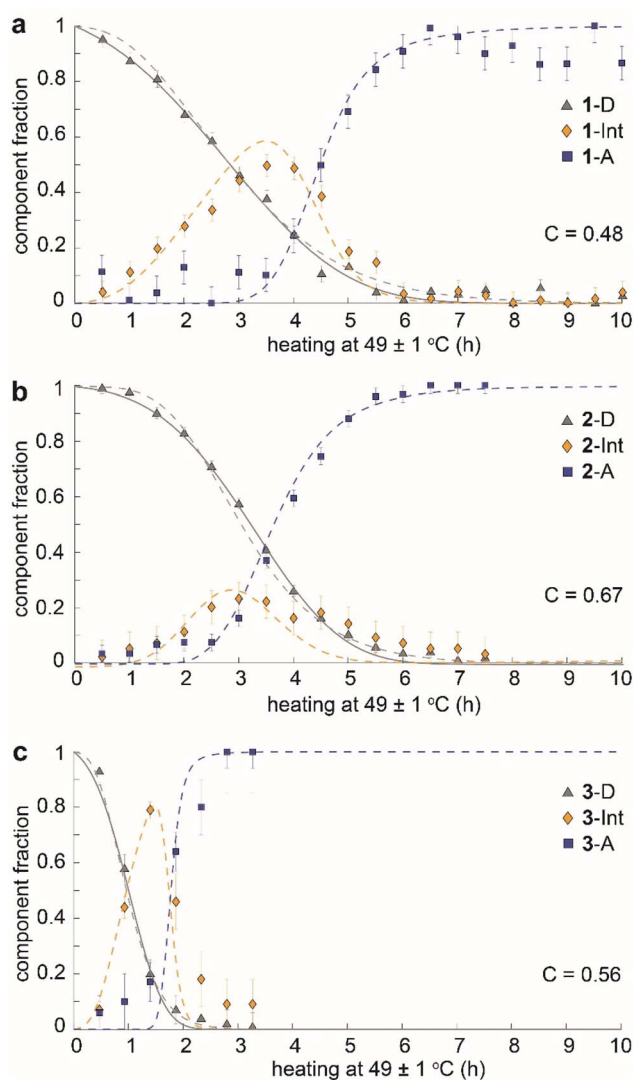 a
component fraction
1
0.8
0.6
0.4
0.2
0
1-D
1-Int
1-A
C = 0.48
0 1 2 3 4 5 6 7 8 9 10
heating at 49 ± 1 °C (h)
b
component fraction
1
0.8
0.6
0.4
0.2
0
2-D
2-Int
2-A
C = 0.67
0 1 2 3 4 5 6 7 8 9 10
heating at 49 ± 1 °C (h)
c
component fraction
1
0.8
0.6
0.4
0.2
0
3-D
3-Int
3-A
C = 0.56
0 1 2 3 4 5 6 7 8 9 10
heating at 49 ± 1 °C (h)